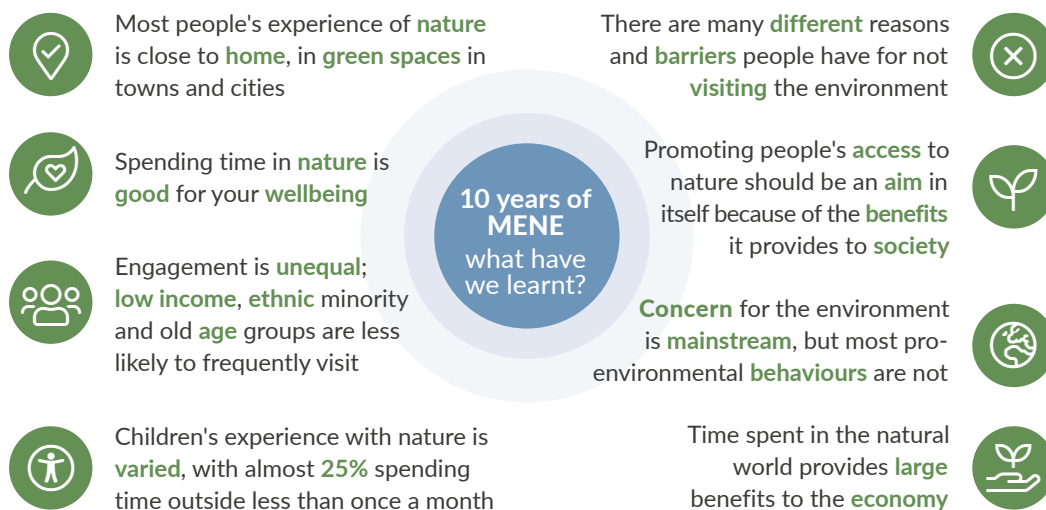 Most people's experience of nature
is close to home, in green spaces in
towns and cities
Spending time in nature is
good for your wellbeing
Engagement is unequal;
low income, ethnic minority
and old age groups are less
likely to frequently visit
Children's experience with nature is
varied, with almost 25% spending
time outside less than once a month
10 years of
MENE
what have
we learnt?
There are many different reasons
and barriers people have for not
visiting the environment
Promoting people's access to
nature should be an aim in
itself because of the benefits
it provides to society
Concern for the environment
is mainstream, but most pro-
environmental behaviours are not
Time spent in the natural
world provides large
benefits to the economy